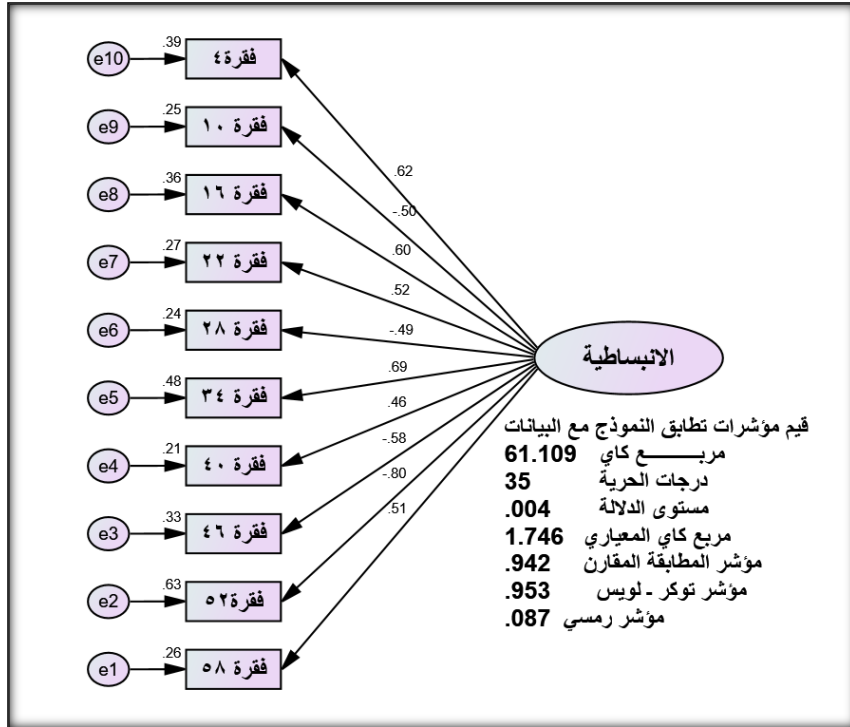 .39
e10
فقرة٤
.25
e9
فقرة ١٠
.36
e8
فقرة ١٦
.27
e7
فقرة ٢٢
.24
e6
فقرة ٢٨
.48
e5
فقرة ٣٤
.21
e4
فقرة ٤٠
.33
e3
فقرة ٤٦
.63
e2
فقرة٥٢
.26
e1
فقرة ٥٨
.62
-.50
.60
.52
-.49
.69
.46
-.58
-.80
.51
الانبساطية
قيم مؤشرات تطابق النموذج مع البيانات
مربـــــــــع كاي 61.109
درجات الحرية 35
مستوى الدلالة .004
مربع كاي المعياري 1.746
مؤشر المطابقة المقارن .942
مؤشر توكر ـ لويس .953
مؤشر رمسي .087